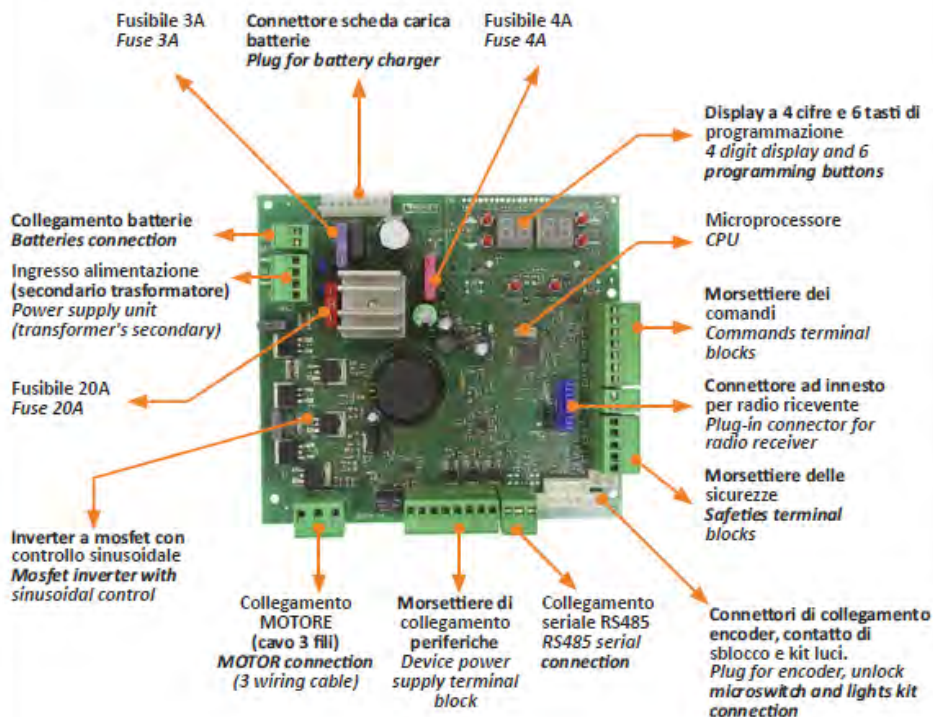 Fusibile 3A
Fuse 3A
Connettore scheda carica
batterie
Plug for battery charger
Fusibile 4A
Fuse 4A
Display a 4 cifre e 6 tasti di
programmazione
4 digit display and 6
programming buttons
Collegamento batterie
Batteries connection
Microprocessore
CPU
Ingresso alimentazione
(secondario trasformatore)
Power supply unit
(transformer's secondary)
Morsettiere dei
comandi
Commands terminal
blocks
Fusibile 20A
Fuse 20A
Connettore ad innesto
per radio ricevente
Plug-in connector for
radio receiver
Morsettiere delle
sicurezze
Safeties terminal
blocks
Inverter a mosfet con
controllo sinusoidale
Mosfet inverter with
sinusoidal control
Collegamento
MOTORE
(cavo 3 fili)
MOTOR connection
(3 wiring cable)
Morsettiere di
collegamento
periferiche
Device power
supply terminal
block
Collegamento
seriale RS485
RS485 serial
connection
Connettori di collegamento
encoder, contatto di
sblocco e kit luci.
Plug for encoder, unlock
microswitch and lights kit
connection